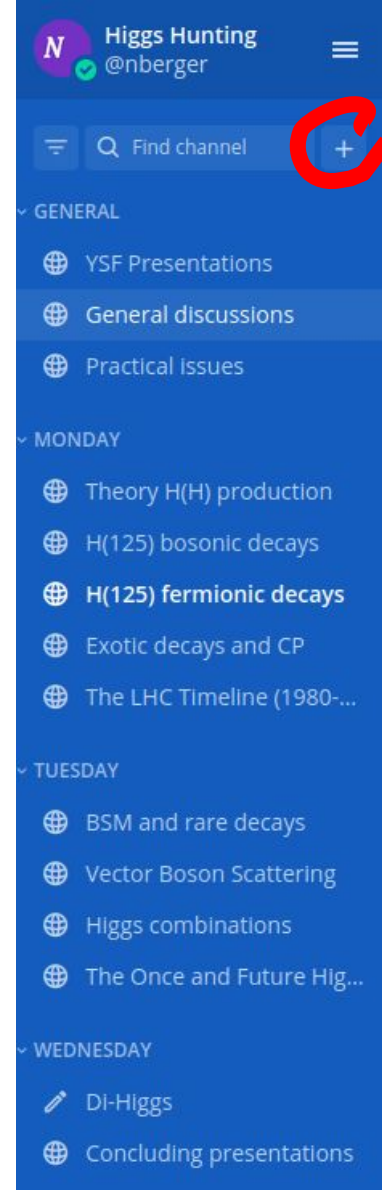 N
Higgs Hunting
@nberger
Find channel
+
GENERAL
YSF Presentations
General discussions
Practical issues
MONDAY
Theory H(H) production
H(125) bosonic decays
H(125) fermionic decays
Exotic decays and CP
The LHC Timeline (1980-...
TUESDAY
BSM and rare decays
Vector Boson Scattering
Higgs combinations
The Once and Future Hig...
WEDNESDAY
Di-Higgs
Concluding presentations